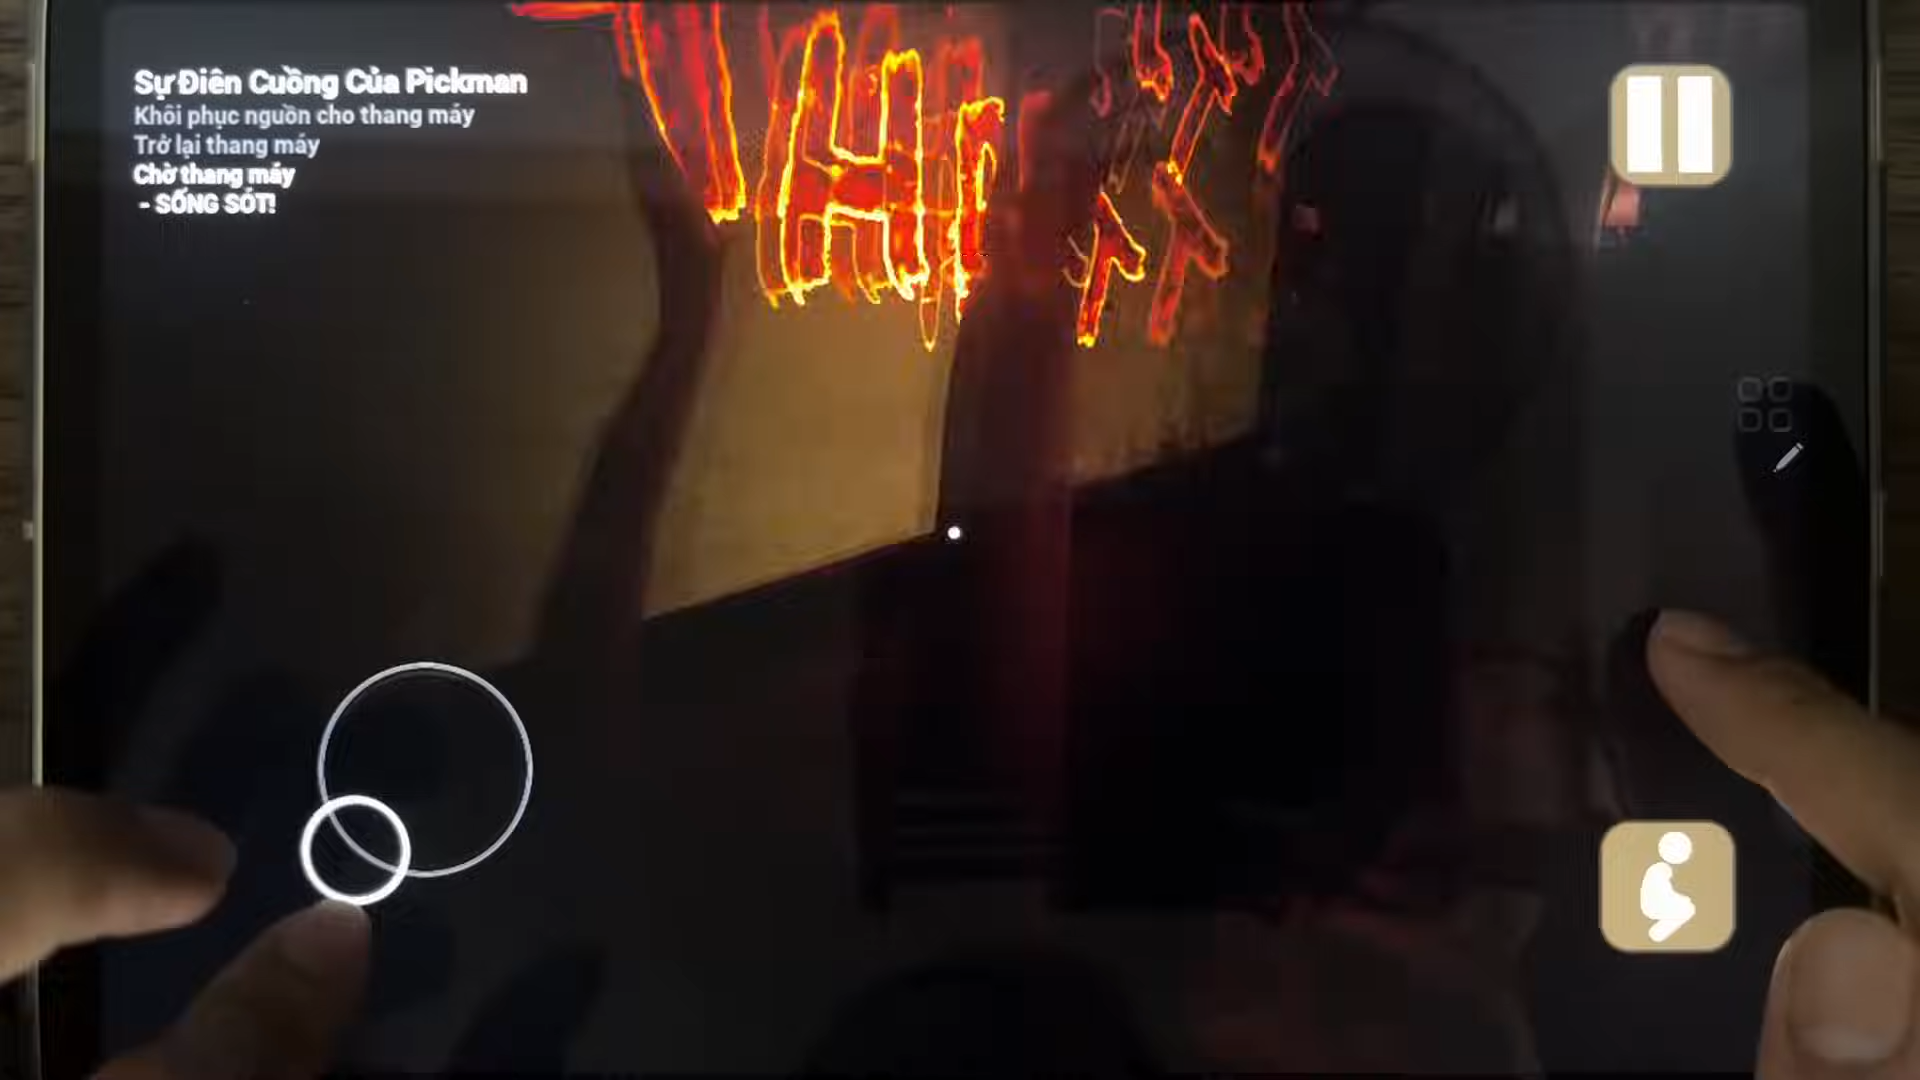 Sự Điên Cuồng Của Pickman
Khôi phục nguồn cho thang máy
Trở lại thang máy
Chờ thang máy
- SỐNG SÓT!